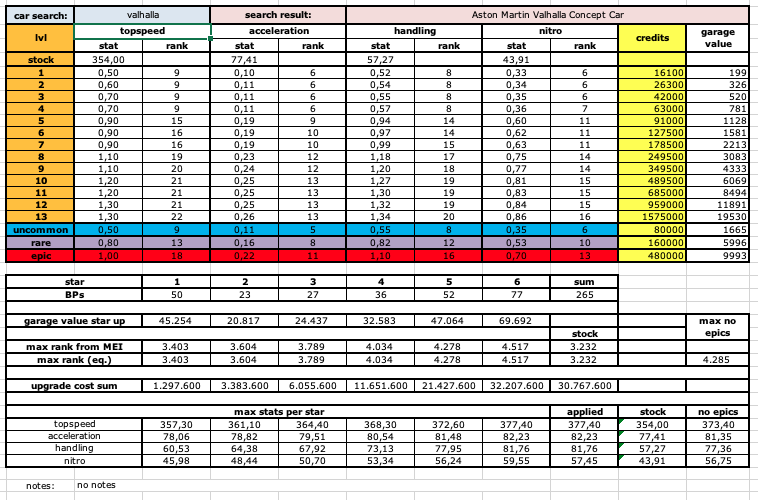 car search: valhalla search result: Aston Martin Valhalla Concept Car
lvl topspeed acceleration handling nitro credits garage value
stat rank stat rank stat rank stat rank
stock 354,00 77,41 57,27 43,91
1 0,50 9 0,10 6 0,52 8 0,33 6 16100 199
2 0,60 9 0,11 6 0,54 8 0,34 6 26300 326
3 0,70 9 0,11 6 0,55 8 0,35 6 42000 520
4 0,70 9 0,11 6 0,57 8 0,36 7 63000 781
5 0,90 15 0,19 9 0,94 14 0,60 11 91000 1128
6 0,90 16 0,19 10 0,97 14 0,62 11 127500 1581
7 0,90 16 0,19 10 0,99 15 0,63 11 178500 2213
8 1,10 19 0,23 12 1,18 17 0,75 14 249500 3083
9 1,10 20 0,24 12 1,20 18 0,77 14 349500 4333
10 1,20 21 0,25 13 1,27 19 0,81 15 489500 6069
11 1,20 21 0,25 13 1,30 19 0,83 15 685000 8494
12 1,30 21 0,25 13 1,32 19 0,84 15 959000 11891
13 1,30 22 0,26 13 1,34 20 0,86 16 1575000 19530
uncommon 0,50 9 0,11 5 0,55 8 0,35 6 80000 1665
rare 0,80 13 0,16 8 0,82 12 0,53 10 160000 5996
epic 1,00 18 0,22 11 1,10 16 0,70 13 480000 9993
star 1 2 3 4 5 6 sum
BPs 50 23 27 36 52 77 265
garage value star up 45.254 20.817 24.437 32.583 47.064 69.692 max no epics
stock
max rank from MEI 3.403 3.604 3.789 4.034 4.278 4.517 3.232
max rank (eq.) 3.403 3.604 3.789 4.034 4.278 4.517 3.232 4.285
upgrade cost sum 1.297.600 3.383.600 6.055.600 11.651.600 21.427.600 32.207.600 30.767.600
max stats per star applied stock no epics
topspeed 357,30 361,10 364,40 368,30 372,60 377,40 377,40 354,00 373,40
acceleration 78,06 78,82 79,51 80,54 81,48 82,23 82,23 77,41 81,35
handling 60,53 64,38 67,92 73,13 77,95 81,76 81,76 57,27 77,36
nitro 45,98 48,44 50,70 53,34 56,24 59,55 57,45 43,91 56,75
notes: no notes